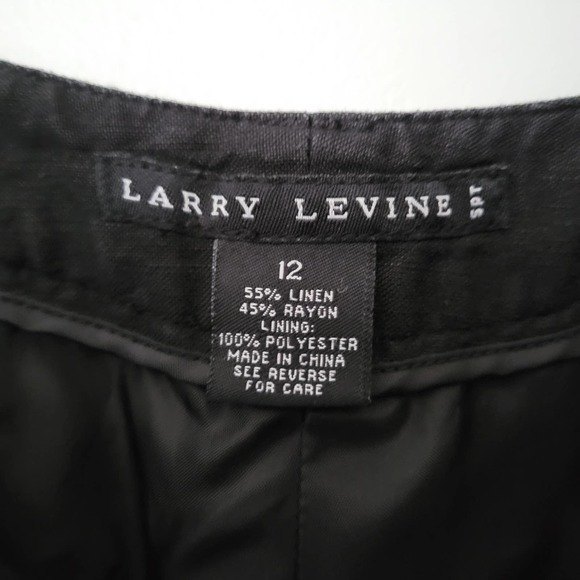 LARRY LEVINE SPT
12
55% LINEN
45% RAYON
LINING:
100% POLYESTER
MADE IN CHINA
SEE REVERSE
FOR CARE